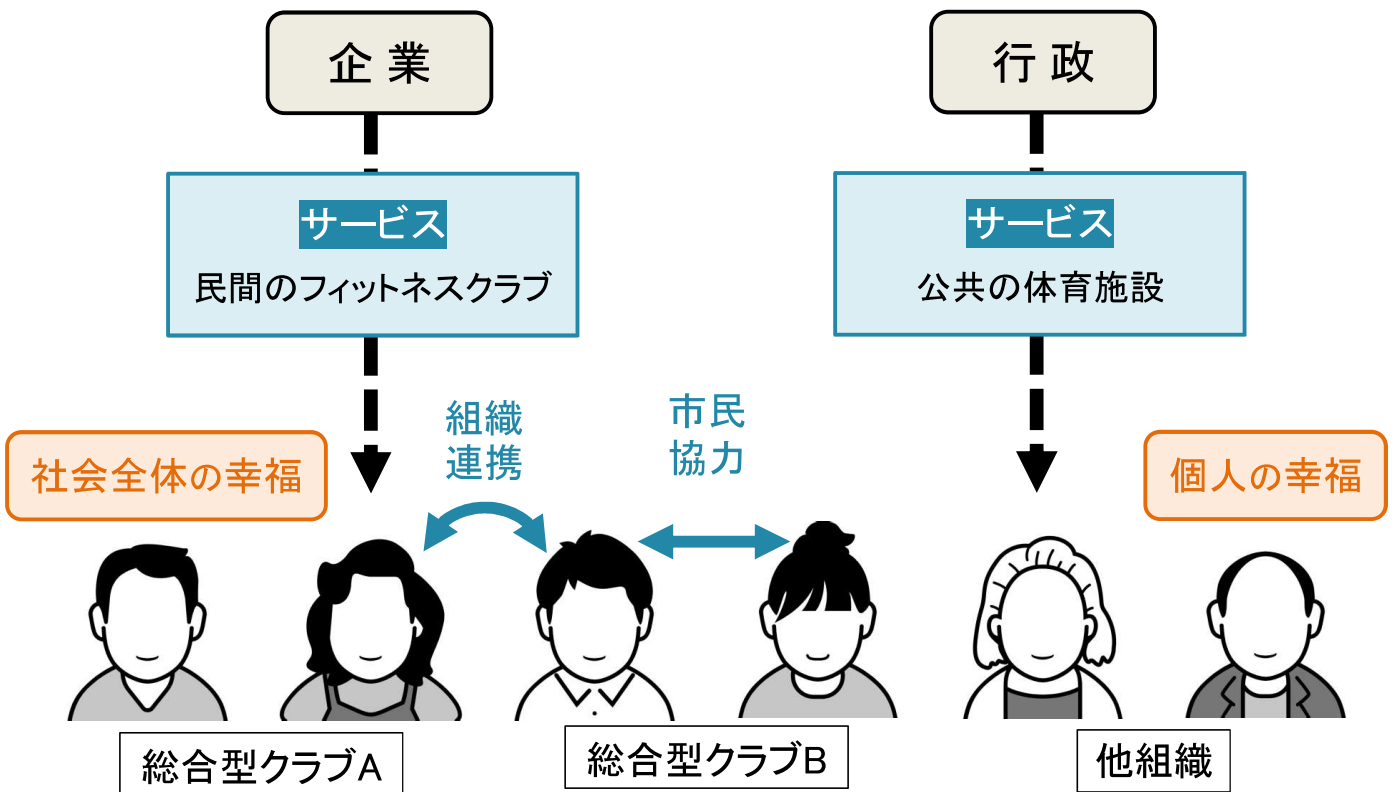 企業
行政
サービス
民間のフィットネスクラブ
サービス
公共の体育施設
組織
連携
市民
協力
社会全体の幸福
個人の幸福
総合型クラブA
総合型クラブB
他組織